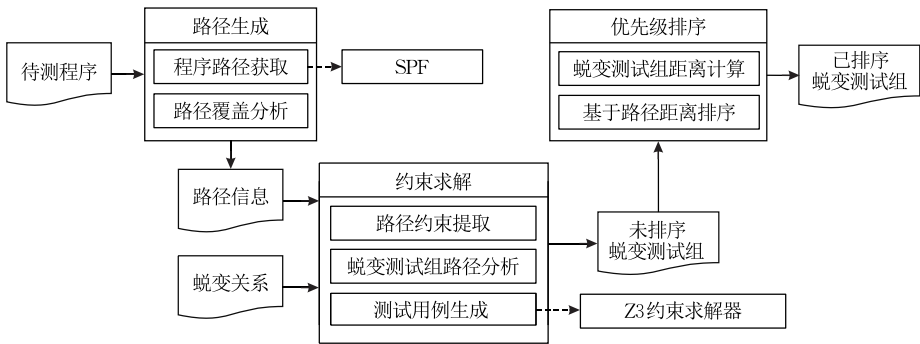 路径生成
待测程序
程序路径获取
SPF
路径覆盖分析
路径信息
蜕变关系
约束求解
路径约束提取
蜕变测试组路径分析
测试用例生成
Z3约束求解器
未排序
蜕变测试组
优先级排序
蜕变测试组距离计算
基于路径距离排序
已排序
蜕变测试组